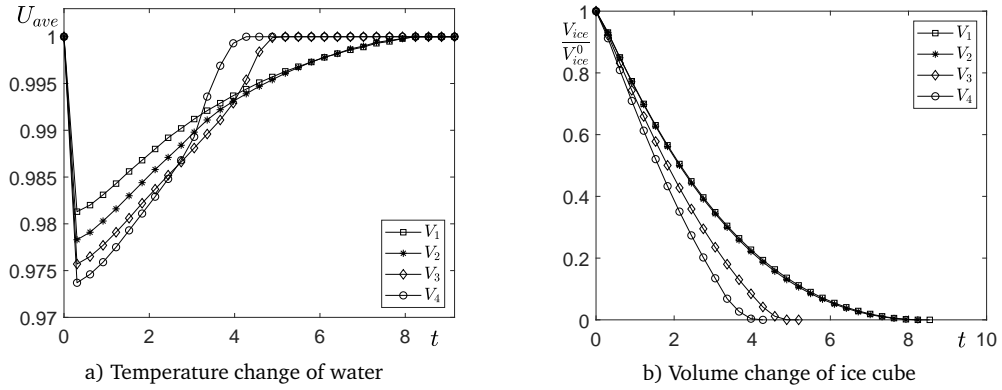 U_ave
1
0.995
0.99
0.985
0.98
0.975
0.97
0 2 4 6 8 t
V_1
V_2
V_3
V_4
a) Temperature change of water
V_ice
V_ice^0
1
0.8
0.6
0.4
0.2
0
0 2 4 6 8 t 10
V_1
V_2
V_3
V_4
b) Volume change of ice cube